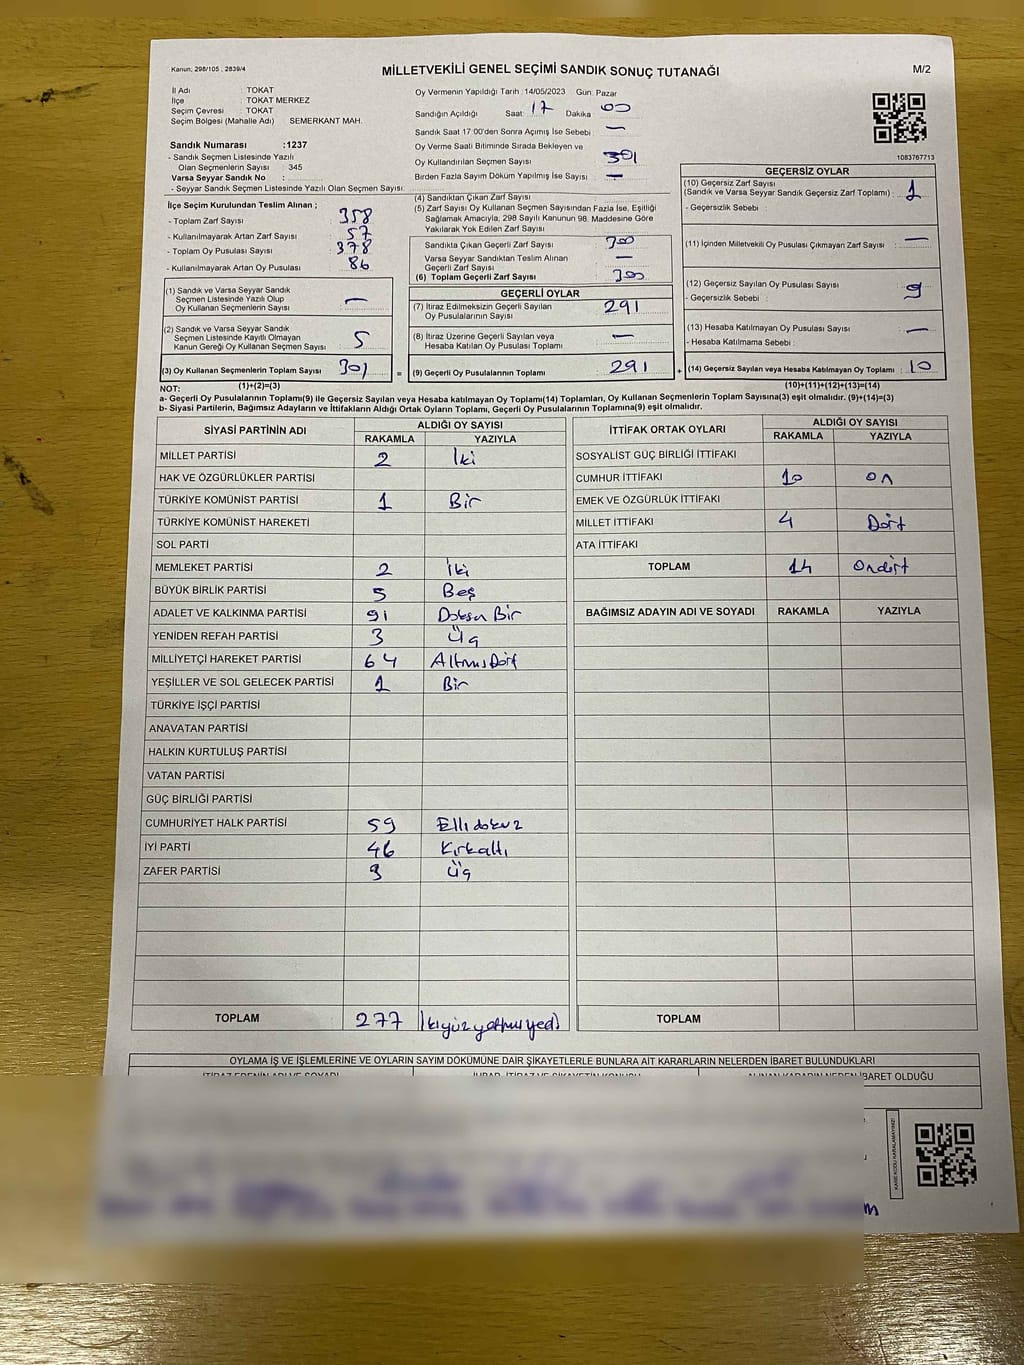 Kanun; 298/105 , 2839/4
MİLLETVEKİLİ GENEL SEÇİMİ SANDIK SONUÇ TUTANAĞI
M/2
İl Adı : TOKAT
İlçe : TOKAT MERKEZ
Seçim Çevresi : TOKAT
Seçim Bölgesi (Mahalle Adı) SEMERKANT MAH.
Sandık Numarası :1237
- Sandık Seçmen Listesinde Yazılı
Olan Seçmenlerin Sayısı : 345
Varsa Seyyar Sandık No :
- Seyyar Sandık Seçmen Listesinde Yazılı Olan Seçmen Sayısı:
Oy Vermenin Yapıldığı Tarih : 14/05/2023 Gün: Pazar
Sandığın Açıldığı Saat: 17 Dakika : 00
Sandık Saat 17:00'den Sonra Açımış İse Sebebi : —
Oy Verme Saati Bitiminde Sırada Bekleyen ve
Oy Kullandırılan Seçmen Sayısı : 301
Birden Fazla Sayım Döküm Yapılmış İse Sayısı : —
1083767713
İlçe Seçim Kurulundan Teslim Alınan ;
- Toplam Zarf Sayısı : 358
- Kullanılmayarak Artan Zarf Sayısı : 57
- Toplam Oy Pusulası Sayısı : 378
- Kullanılmayarak Artan Oy Pusulası : 86
(1) Sandık ve Varsa Seyyar Sandık
Seçmen Listesinde Yazılı Olup
Oy Kullanan Seçmenlerin Sayısı : —
(2) Sandık ve Varsa Seyyar Sandık
Seçmen Listesinde Kayıtlı Olmayan
Kanun Gereği Oy Kullanan Seçmen Sayısı : 5
(3) Oy Kullanan Seçmenlerin Toplam Sayısı : 301
(1)+(2)=(3)
(4) Sandıktan Çıkan Zarf Sayısı :
(5) Zarf Sayısı Oy Kullanan Seçmen Sayısından Fazla İse, Eşitliği
Sağlamak Amacıyla, 298 Sayılı Kanunun 98. Maddesine Göre
Yakılarak Yok Edilen Zarf Sayısı :
Sandıkta Çıkan Geçerli Zarf Sayısı : 300
Varsa Seyyar Sandıktan Teslim Alınan
Geçerli Zarf Sayısı : —
(6) Toplam Geçerli Zarf Sayısı : 300
GEÇERLİ OYLAR
(7) İtiraz Edilmeksizin Geçerli Sayılan
Oy Pusulalarının Sayısı : 291
(8) İtiraz Üzerine Geçerli Sayılan veya
Hesaba Katılan Oy Pusulası Toplamı : —
= (9) Geçerli Oy Pusulalarının Toplamı : 291
GEÇERSİZ OYLAR
(10) Geçersiz Zarf Sayısı
(Sandık ve Varsa Seyyar Sandık Geçersiz Zarf Toplamı) : 1
- Geçersizlik Sebebi :
(11) İçinden Milletvekili Oy Pusulası Çıkmayan Zarf Sayısı : —
(12) Geçersiz Sayılan Oy Pusulası Sayısı : 9
- Geçersizlik Sebebi :
(13) Hesaba Katılmayan Oy Pusulası Sayısı : —
- Hesaba Katılmama Sebebi :
+ (14) Geçersiz Sayılan veya Hesaba Katılmayan Oy Toplamı : 10
(10)+(11)+(12)+(13)=(14)
NOT:
a- Geçerli Oy Pusulalarının Toplamı(9) ile Geçersiz Sayılan veya Hesaba katılmayan Oy Toplamı(14) Toplamları, Oy Kullanan Seçmenlerin Toplam Sayısına(3) eşit olmalıdır. (9)+(14)=(3)
b- Siyasi Partilerin, Bağımsız Adayların ve İttifakların Aldığı Ortak Oyların Toplamı, Geçerli Oy Pusulalarının Toplamına(9) eşit olmalıdır.
SİYASİ PARTİNİN ADI ALDIĞI OY SAYISI
RAKAMLA YAZIYLA
MİLLET PARTİSİ 2 İki
HAK VE ÖZGÜRLÜKLER PARTİSİ
TÜRKİYE KOMÜNİST PARTİSİ 1 Bir
TÜRKİYE KOMÜNİST HAREKETİ
SOL PARTİ
MEMLEKET PARTİSİ 2 İki
BÜYÜK BİRLİK PARTİSİ 5 Beş
ADALET VE KALKINMA PARTİSİ 91 Doksan Bir
YENİDEN REFAH PARTİSİ 3 Üç
MİLLİYETÇİ HAREKET PARTİSİ 64 Altmış Dört
YEŞİLLER VE SOL GELECEK PARTİSİ 1 Bir
TÜRKİYE İŞÇİ PARTİSİ
ANAVATAN PARTİSİ
HALKIN KURTULUŞ PARTİSİ
VATAN PARTİSİ
GÜÇ BİRLİĞİ PARTİSİ
CUMHURİYET HALK PARTİSİ 59 Elli dokuz
İYİ PARTİ 46 Kırkaltı
ZAFER PARTİSİ 3 Üç
TOPLAM 277 İkiyüzyetmişyedi
İTTİFAK ORTAK OYLARI ALDIĞI OY SAYISI
RAKAMLA YAZIYLA
SOSYALİST GÜÇ BİRLİĞİ İTTİFAKI
CUMHUR İTTİFAKI 10 on
EMEK VE ÖZGÜRLÜK İTTİFAKI
MİLLET İTTİFAKI 4 Dört
ATA İTTİFAKI
TOPLAM 14 Ondört
BAĞIMSIZ ADAYIN ADI VE SOYADI RAKAMLA YAZIYLA
TOPLAM
OYLAMA İŞ VE İŞLEMLERİNE VE OYLARIN SAYIM DÖKÜMÜNE DAİR ŞİKAYETLERLE BUNLARA AİT KARARLARIN NELERDEN İBARET BULUNDUKLARI
İBARET OLDUĞU
KARE KODU KARALAMAYINIZ!